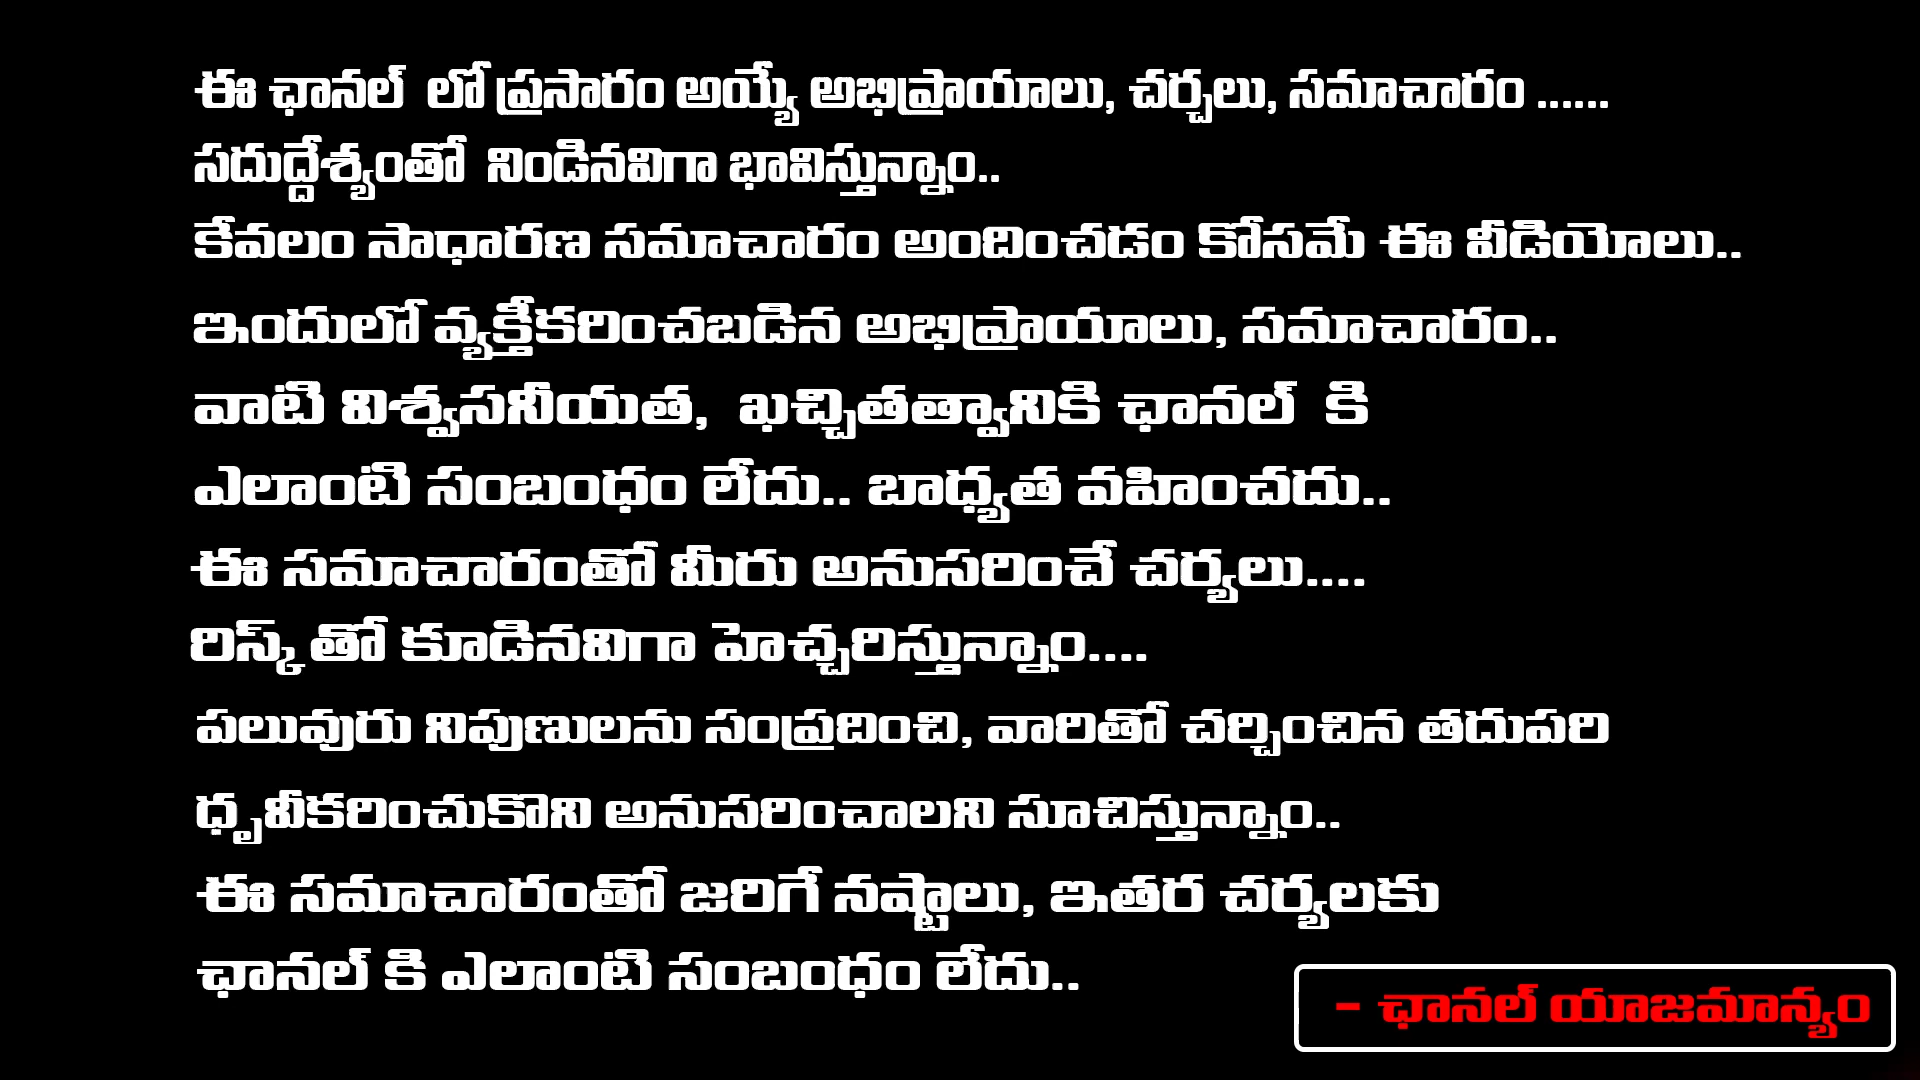 ఈ ఛానల్ లో ప్రసారం అయ్యే అభిప్రాయాలు, చర్చలు, సమాచారం ......
సదుద్దేశ్యంతో నిండినవిగా భావిస్తున్నాం..
కేవలం సాధారణ సమాచారం అందించడం కోసమే ఈ వీడియోలు..
ఇందులో వ్యక్తీకరించబడిన అభిప్రాయాలు, సమాచారం..
వాటి విశ్వసనీయత, ఖచ్చితత్వానికి ఛానల్ కి
ఎలాంటి సంబంధం లేదు.. బాధ్యత వహించదు..
ఈ సమాచారంతో మీరు అనుసరించే చర్యలు....
రిస్క్ తో కూడినవిగా హెచ్చరిస్తున్నాం....
పలువురు నిపుణులను సంప్రదించి, వారితో చర్చించిన తదుపరి
ధృవీకరించుకొని అనుసరించాలని సూచిస్తున్నాం..
ఈ సమాచారంతో జరిగే నష్టాలు, ఇతర చర్యలకు
ఛానల్ కి ఎలాంటి సంబంధం లేదు..
- ఛానల్ యాజమాన్యం